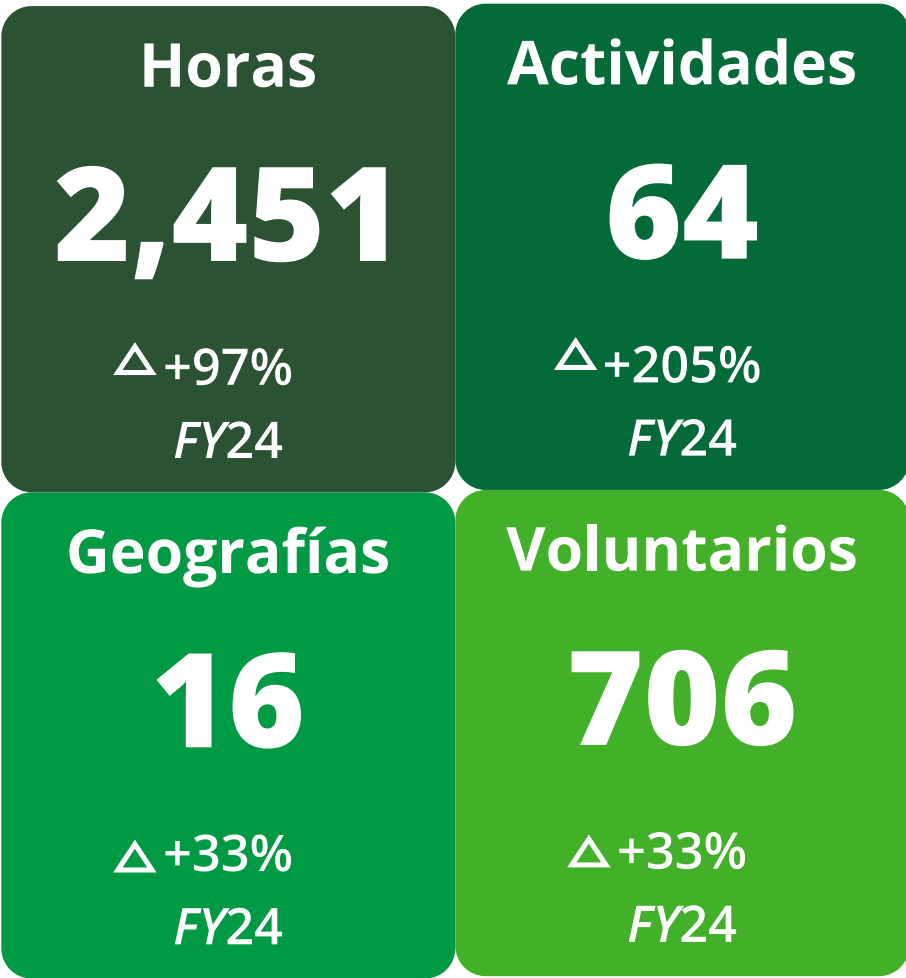 Horas
2,451
△ +97%
FY24
Actividades
64
△ +205%
FY24
Geografías
16
△ +33%
FY24
Voluntarios
706
△ +33%
FY24